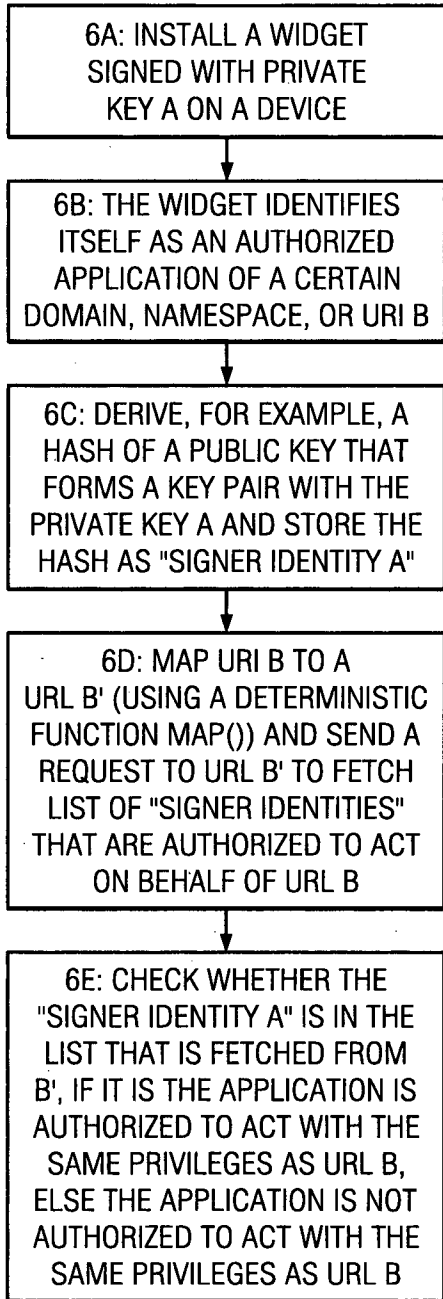 6A: INSTALL A WIDGET
SIGNED WITH PRIVATE
KEY A ON A DEVICE
6B: THE WIDGET IDENTIFIES
ITSELF AS AN AUTHORIZED
APPLICATION OF A CERTAIN
DOMAIN, NAMESPACE, OR URI B
6C: DERIVE, FOR EXAMPLE, A
HASH OF A PUBLIC KEY THAT
FORMS A KEY PAIR WITH THE
PRIVATE KEY A AND STORE THE
HASH AS "SIGNER IDENTITY A"
6D: MAP URI B TO A
URL B' (USING A DETERMINISTIC
FUNCTION MAP()) AND SEND A
REQUEST TO URL B' TO FETCH
LIST OF "SIGNER IDENTITIES"
THAT ARE AUTHORIZED TO ACT
ON BEHALF OF URL B
6E: CHECK WHETHER THE
"SIGNER IDENTITY A" IS IN THE
LIST THAT IS FETCHED FROM
B', IF IT IS THE APPLICATION IS
AUTHORIZED TO ACT WITH THE
SAME PRIVILEGES AS URL B,
ELSE THE APPLICATION IS NOT
AUTHORIZED TO ACT WITH THE
SAME PRIVILEGES AS URL B